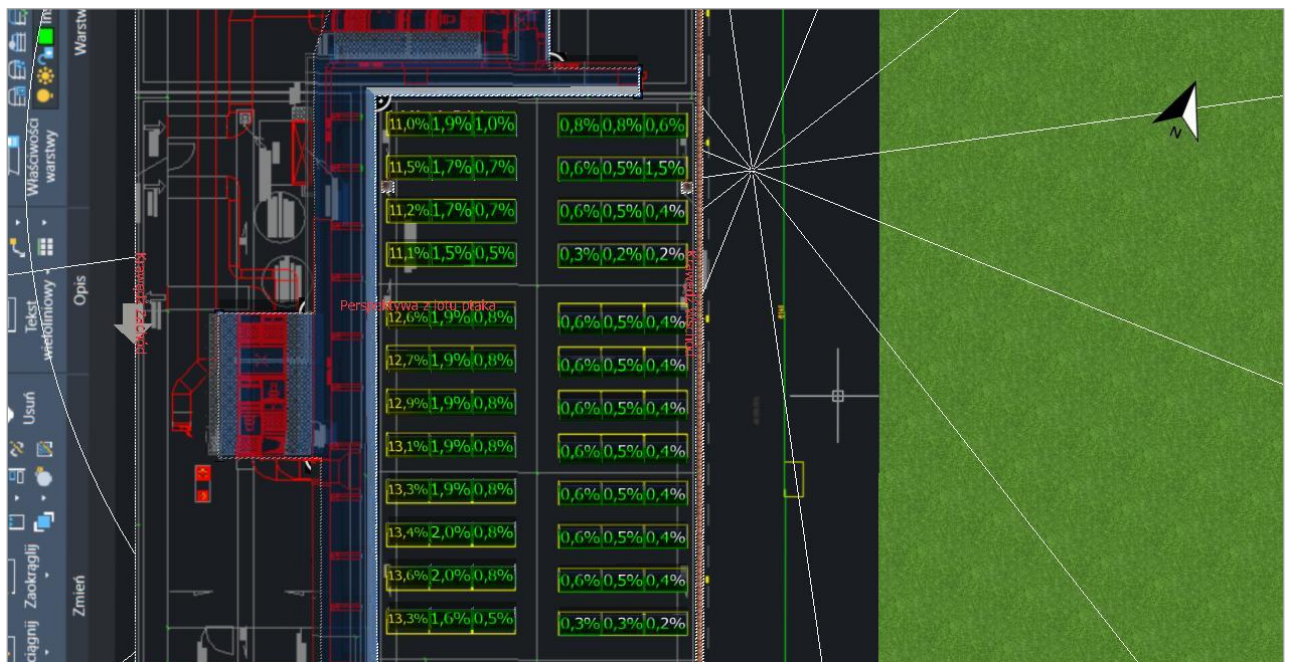 Warstw
Właściwości
warstwy
Opis
Tekst
wieloliniowy
Usuń
Zaokrąglij
Zmień
ciągnij
N
11,0% 1,9% 1,0% 0,8% 0,8% 0,6%
11,5% 1,7% 0,7% 0,6% 0,5% 1,5%
11,2% 1,7% 0,7% 0,6% 0,5% 0,4%
11,1% 1,5% 0,5% 0,3% 0,2% 0,2%
Perspektywa z lotu ptaka
12,6% 1,9% 0,8% 0,6% 0,5% 0,4%
12,7% 1,9% 0,8% 0,6% 0,5% 0,4%
12,9% 1,9% 0,8% 0,6% 0,5% 0,4%
13,1% 1,9% 0,8% 0,6% 0,5% 0,4%
13,3% 1,9% 0,8% 0,6% 0,5% 0,4%
13,4% 2,0% 0,8% 0,6% 0,5% 0,4%
13,6% 2,0% 0,8% 0,6% 0,5% 0,4%
13,3% 1,6% 0,5% 0,3% 0,3% 0,2%